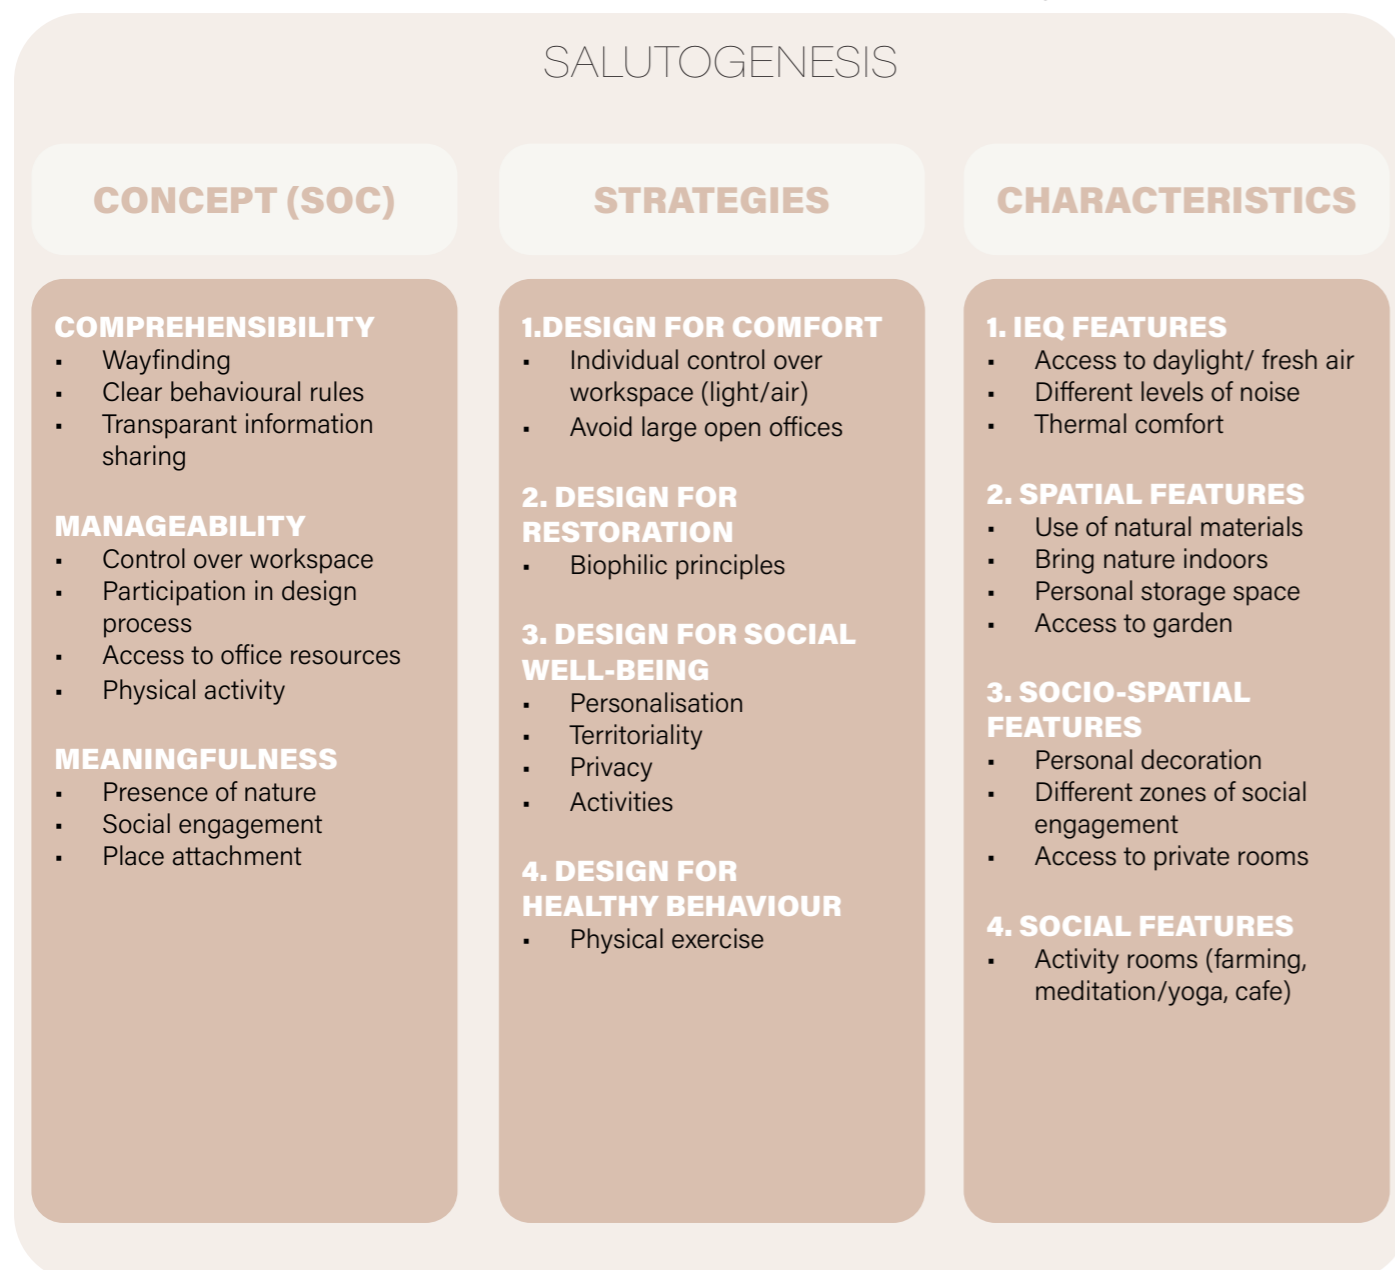 SALUTOGENESIS
CONCEPT (SOC)
COMPREHENSIBILITY
▪ Wayfinding
▪ Clear behavioural rules
▪ Transparant information
sharing
MANAGEABILITY
▪ Control over workspace
▪ Participation in design
process
▪ Access to office resources
▪ Physical activity
MEANINGFULNESS
▪ Presence of nature
▪ Social engagement
▪ Place attachment
STRATEGIES
1.DESIGN FOR COMFORT
▪ Individual control over
workspace (light/air)
▪ Avoid large open offices
2. DESIGN FOR
RESTORATION
▪ Biophilic principles
3. DESIGN FOR SOCIAL
WELL-BEING
▪ Personalisation
▪ Territoriality
▪ Privacy
▪ Activities
4. DESIGN FOR
HEALTHY BEHAVIOUR
▪ Physical exercise
CHARACTERISTICS
1. IEQ FEATURES
▪ Access to daylight/ fresh air
▪ Different levels of noise
▪ Thermal comfort
2. SPATIAL FEATURES
▪ Use of natural materials
▪ Bring nature indoors
▪ Personal storage space
▪ Access to garden
3. SOCIO-SPATIAL
FEATURES
▪ Personal decoration
▪ Different zones of social
engagement
▪ Access to private rooms
4. SOCIAL FEATURES
▪ Activity rooms (farming,
meditation/yoga, cafe)